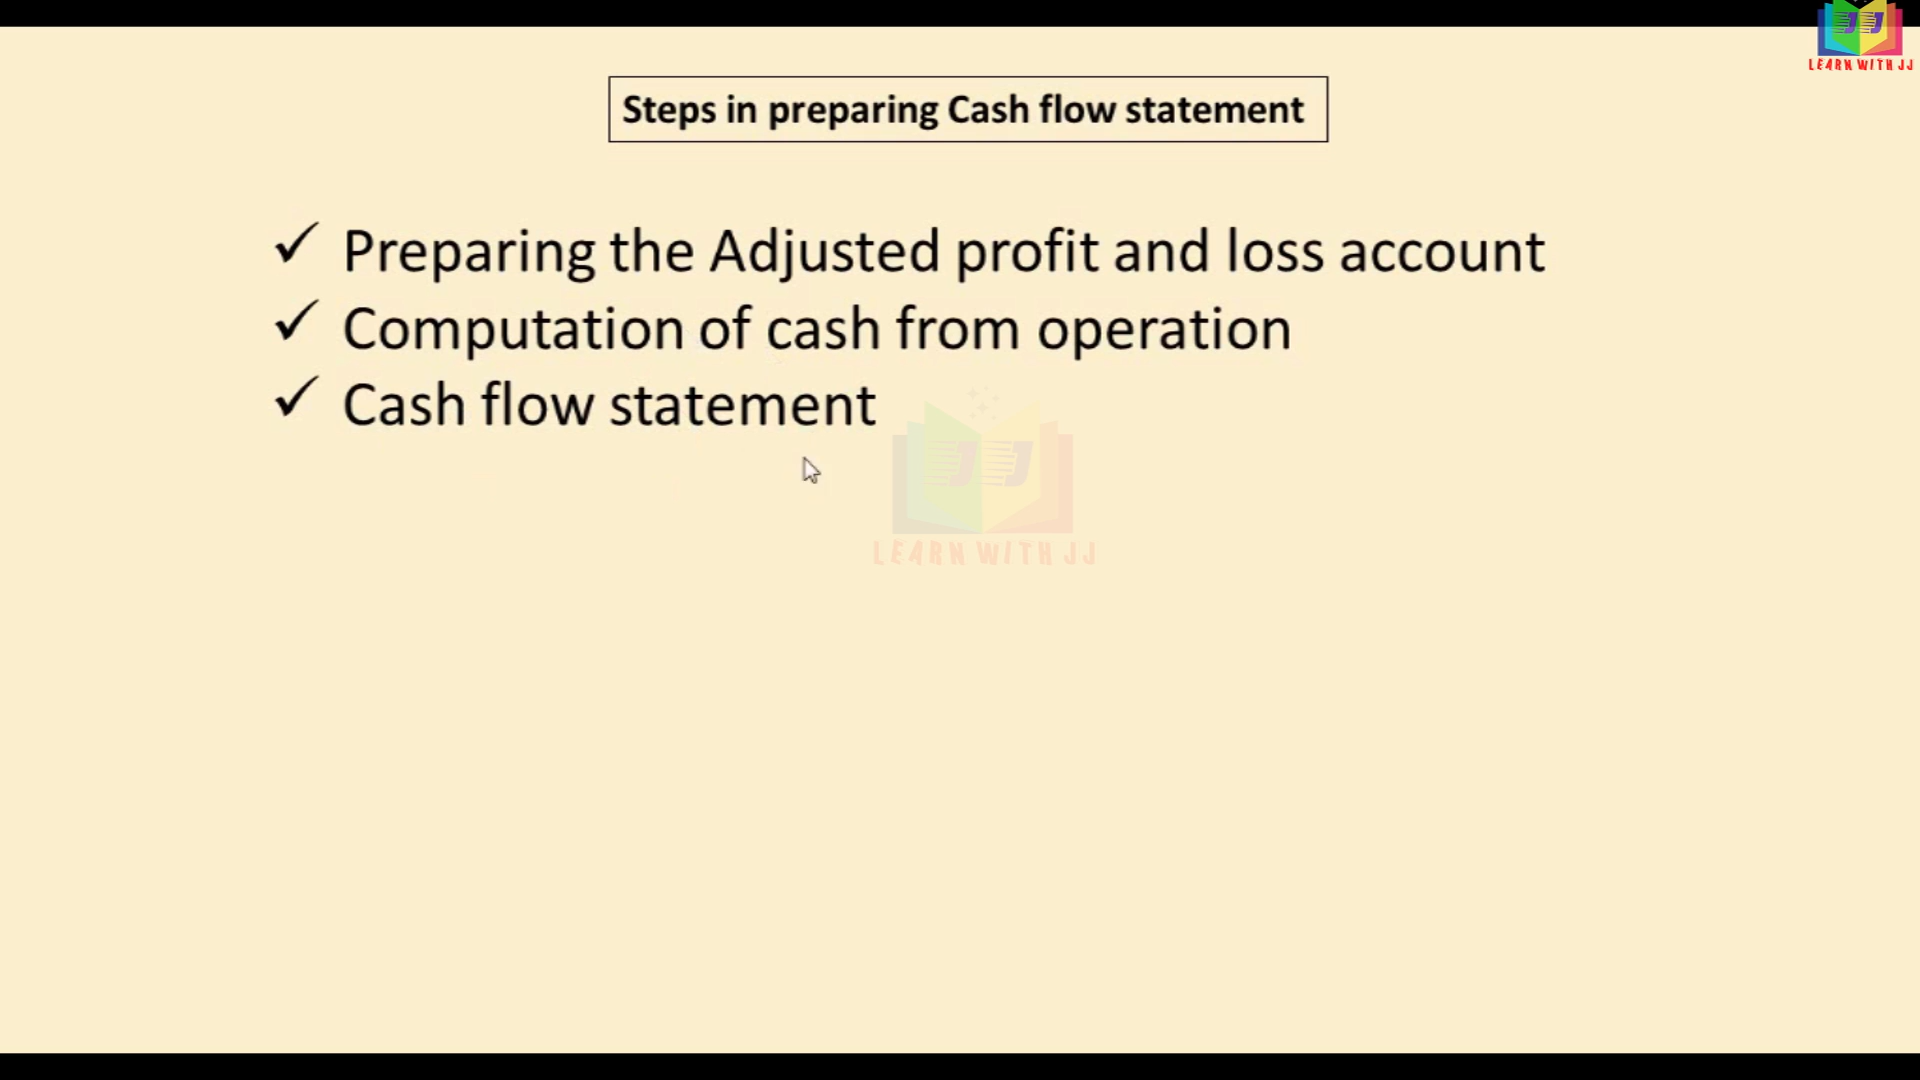 LEARN WITH JJ
Steps in preparing Cash flow statement
✓ Preparing the Adjusted profit and loss account
✓ Computation of cash from operation
✓ Cash flow statement
JJ
LEARN WITH JJ